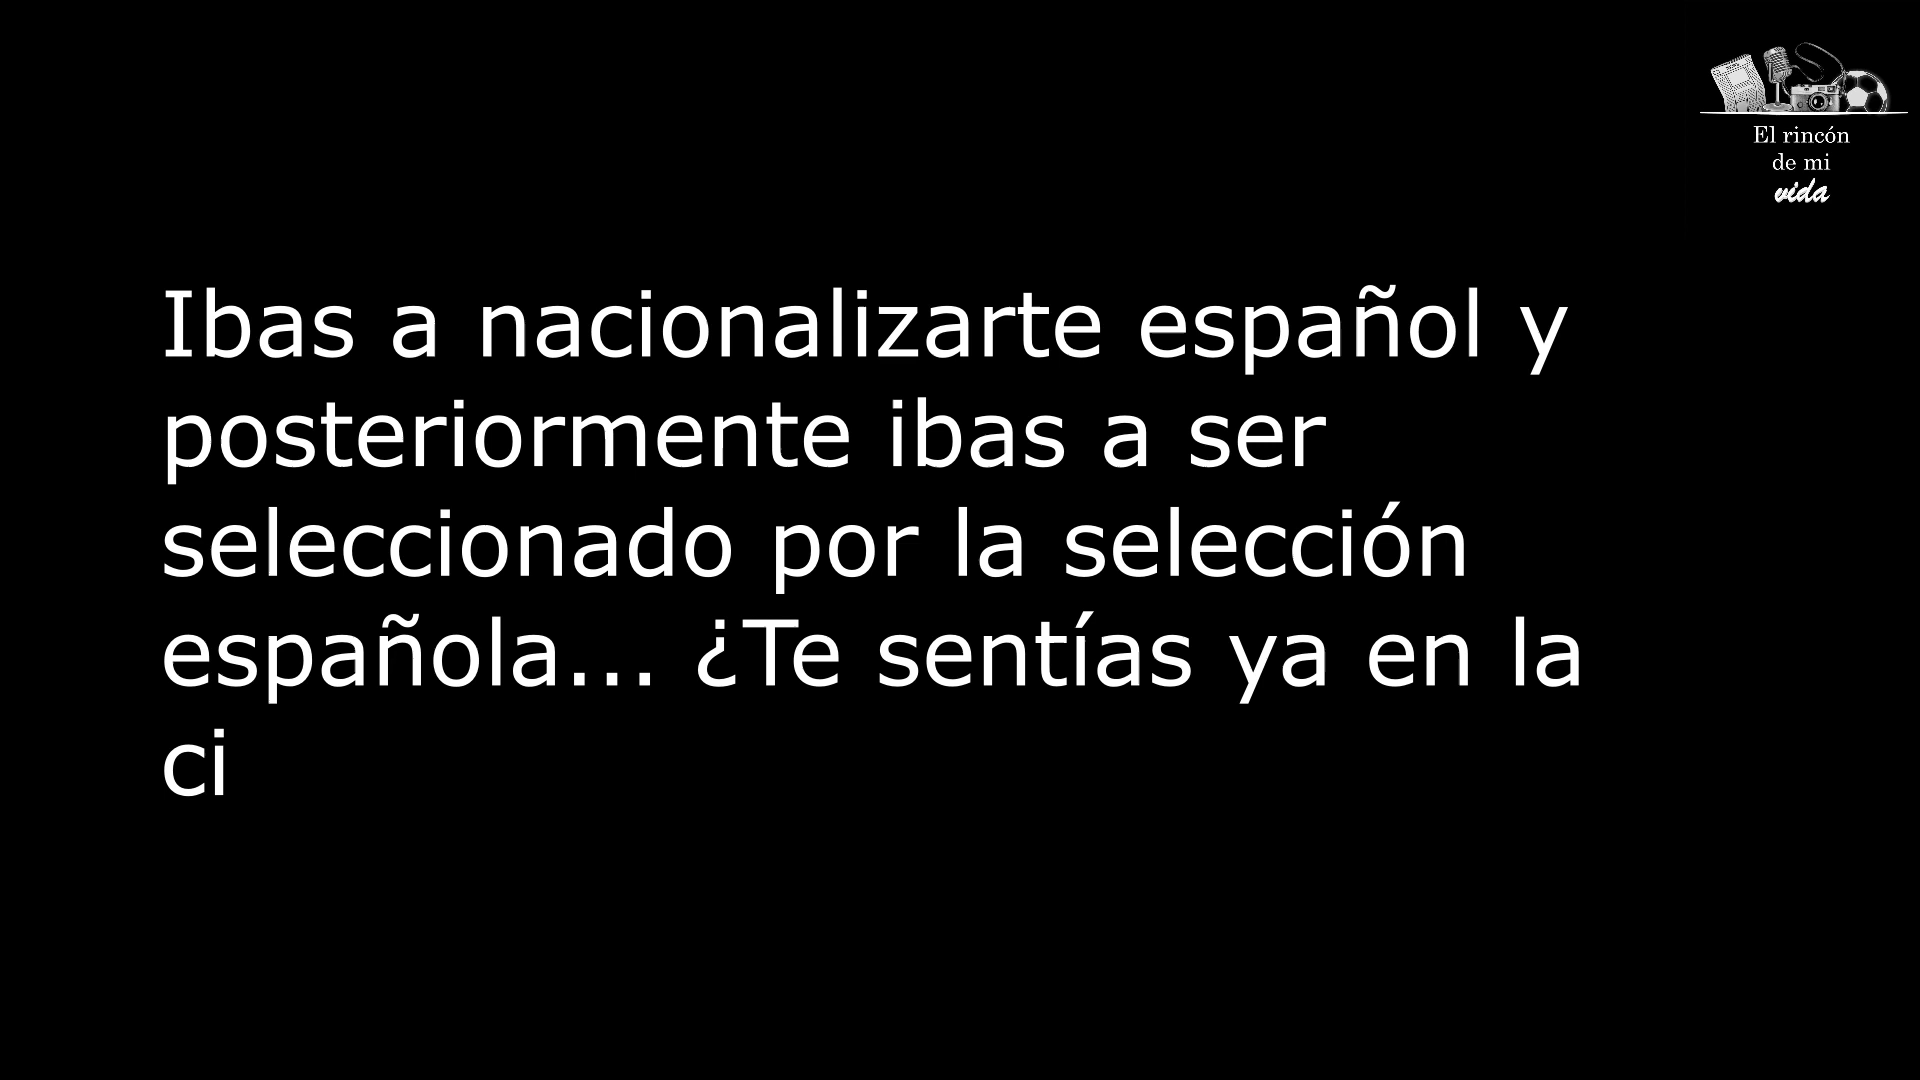 El rincón
de mi
vida
Ibas a nacionalizarte español y
posteriormente ibas a ser
seleccionado por la selección
española... ¿Te sentías ya en la
ci